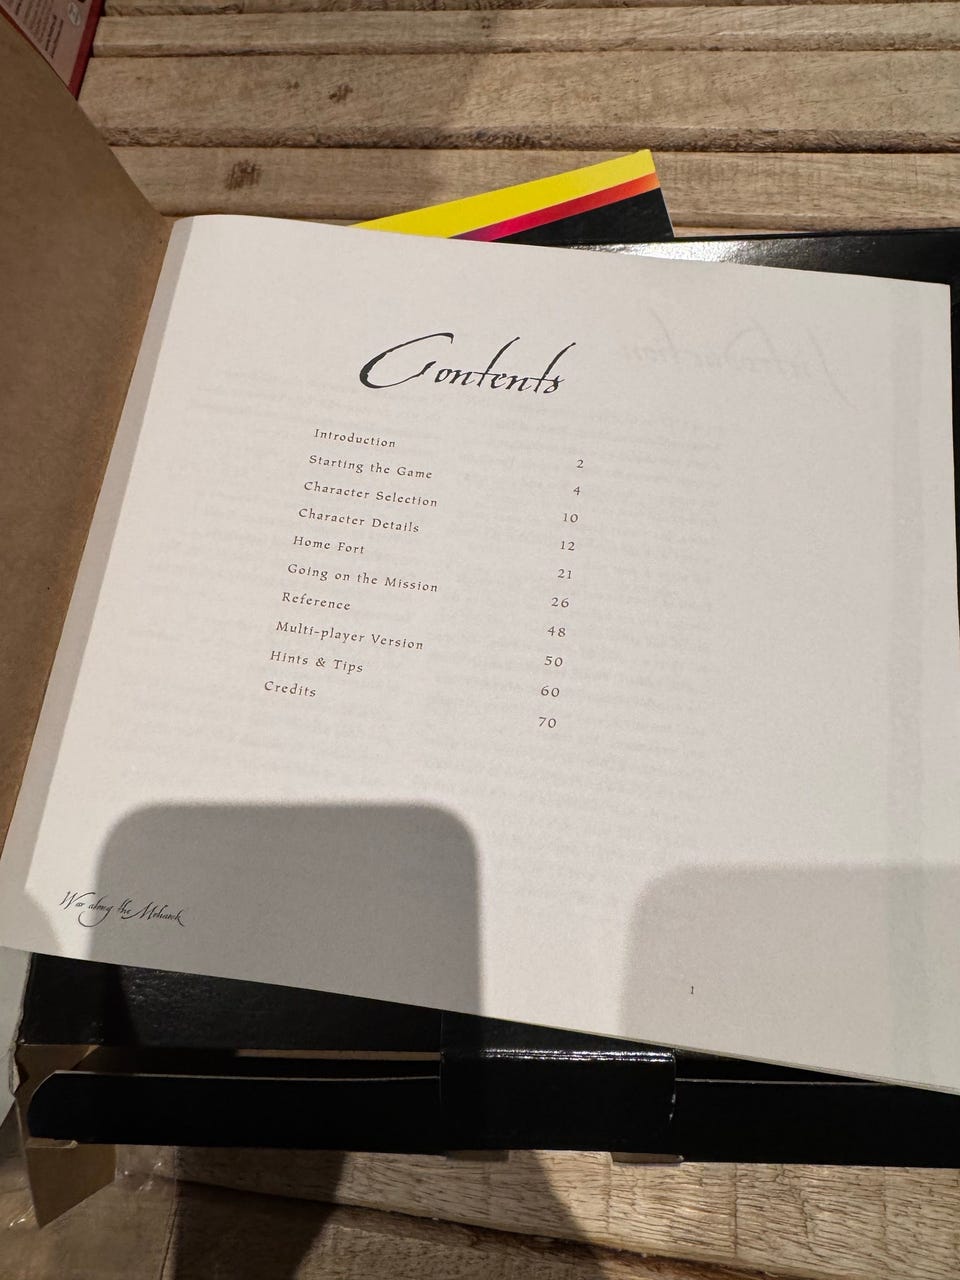 Contents
Introduction 2
Starting the Game 4
Character Selection 10
Character Details 12
Home Fort 21
Going on the Mission 26
Reference 48
Multi-player Version 50
Hints & Tips 60
Credits 70
War along the Mohawk
1